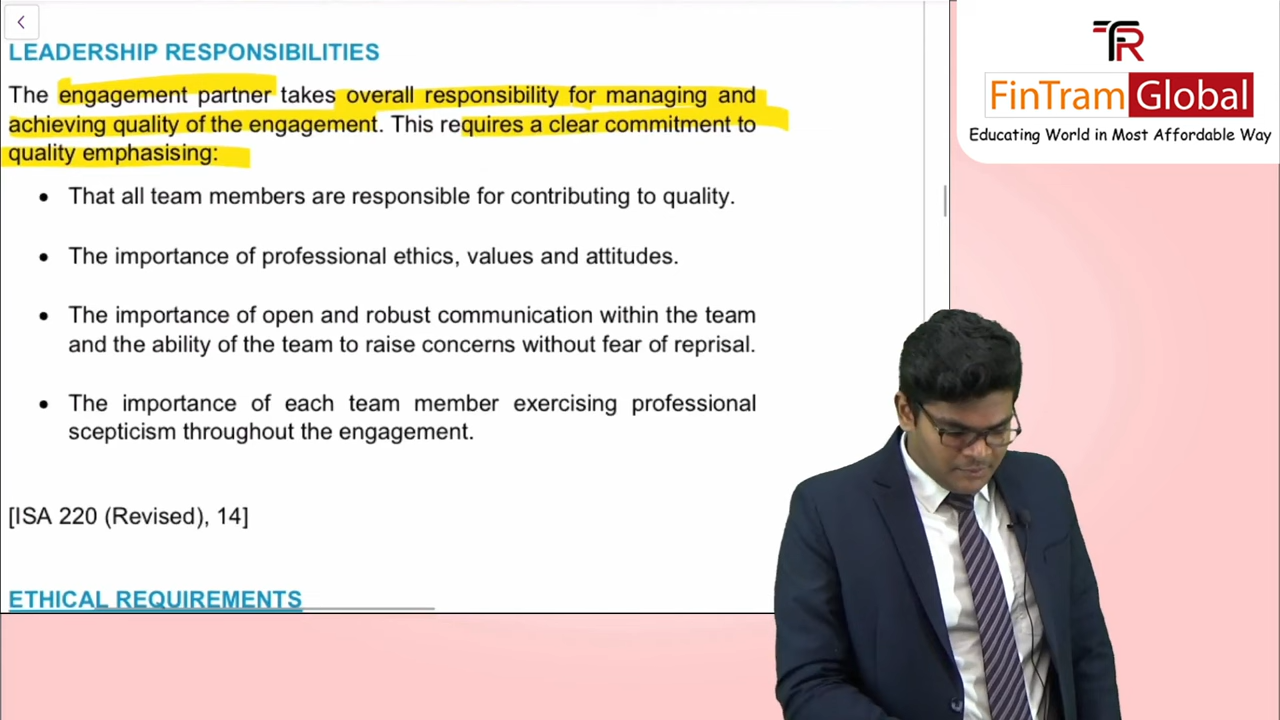 LEADERSHIP RESPONSIBILITIES
The engagement partner takes overall responsibility for managing and
achieving quality of the engagement. This requires a clear commitment to
quality emphasising:
• That all team members are responsible for contributing to quality.
• The importance of professional ethics, values and attitudes.
• The importance of open and robust communication within the team
and the ability of the team to raise concerns without fear of reprisal.
• The importance of each team member exercising professional
scepticism throughout the engagement.
[ISA 220 (Revised), 14]
ETHICAL REQUIREMENTS
FinTram Global
Educating World in Most Affordable Way